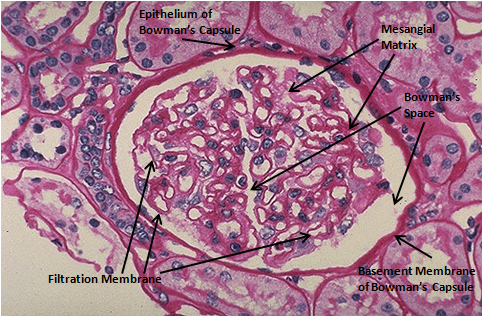 Epithelium of
Bowman's Capsule
Mesangial
Matrix
Bowman's
Space
Filtration Membrane
Basement Membrane
of Bowman's Capsule